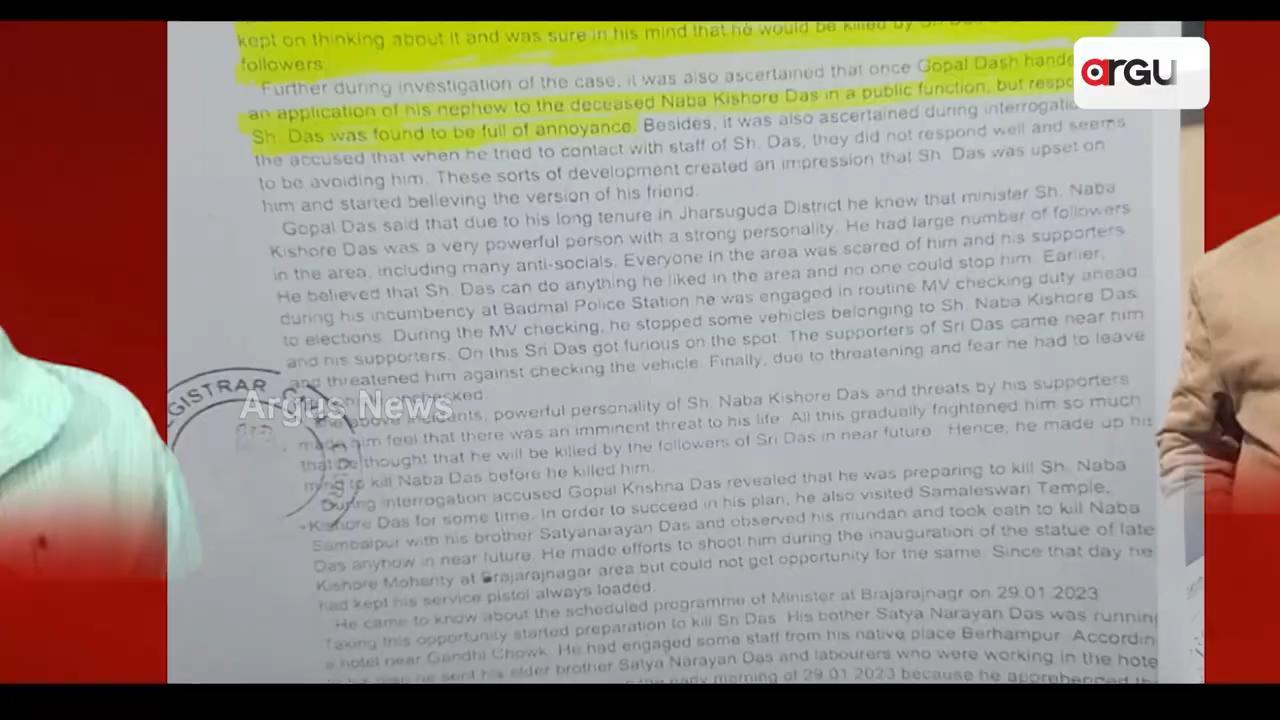 kept on thinking about it and was sure in his mind that he would be killed by Sri Das
followers.
Further during investigation of the case, it was also ascertained that once Gopal Dash
an application of his nephew to the deceased Naba Kishore Das in a public function, but
Sh. Das was found to be full of annoyance. Besides, it was also ascertained during
the accused that when he tried to contact with staff of Sh. Das, they did not respond well and seems
to be avoiding him. These sorts of development created an impression that Sh. Das was upset on
him and started believing the version of his friend.
Gopal Das said that due to his long tenure in Jharsuguda District he knew that minister Sh. Naba
Kishore Das was a very powerful person with a strong personality. He had large number of followers
in the area, including many anti-socials. Everyone in the area was scared of him and his supporters
He believed that Sh. Das can do anything he liked in the area and no one could stop him. Earlier,
during his incumbency at Badmal Police Station he was engaged in routine MV checking duty ahead
to elections. During the MV checking, he stopped some vehicles belonging to Sh. Naba Kishore Das
and his supporters. On this Sri Das got furious on the spot. The supporters of Sri Das came near him
and threatened him against checking the vehicle. Finally, due to threatening and fear he had to leave
above incidents, powerful personality of Sh. Naba Kishore Das and threats by his supporters
made him feel that there was an imminent threat to his life. All this gradually frightened him so much
that he thought that he will be killed by the followers of Sri Das in near future. Hence, he made up his
mind to kill Naba Das before he killed him.
During interrogation accused Gopal Krishna Das revealed that he was preparing to kill Sh. Naba
Kishore Das for some time. In order to succeed in his plan, he also visited Samaleswari Temple,
Sambalpur with his brother Satyanarayan Das and observed his mundan and took oath to kill Naba
Das anyhow in near future. He made efforts to shoot him during the inauguration of the statue of late
Kishore Mohanty at Brajarajnagar area but could not get opportunity for the same. Since that day he
had kept his service pistol always loaded.
He came to know about the scheduled programme of Minister at Brajarajnagr on 29.01.2023
Taking this opportunity started preparation to kill Sri Das. His bother Satya Narayan Das was running
a hotel near Gandhi Chowk. He had engaged some staff from his native place Berhampur. Accordin
he sent his elder brother Satya Narayan Das and labourers who were working in the hote
early morning of 29.01.2023 because he apprehended
argu
Argus News
GISTRAR